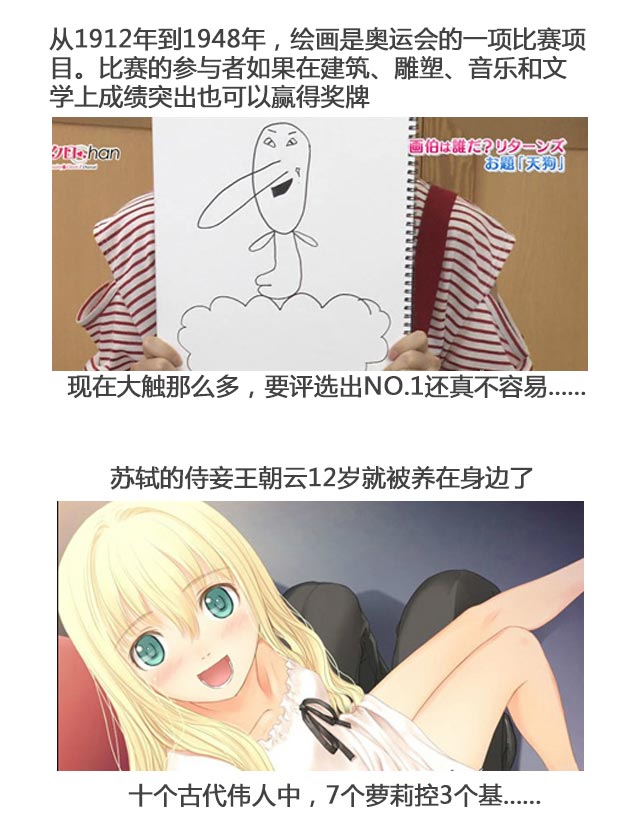 从1912年到1948年，绘画是奥运会的一项比赛项
目。比赛的参与者如果在建筑、雕塑、音乐和文
学上成绩突出也可以赢得奖牌
画伯は誰だ？リターンズ
お題「天狗」
現在大触那么多，要评选出NO.1还真不容易......
苏轼的侍妾王朝云12岁就被养在身边了
十个古代伟人中，7个萝莉控3个基......